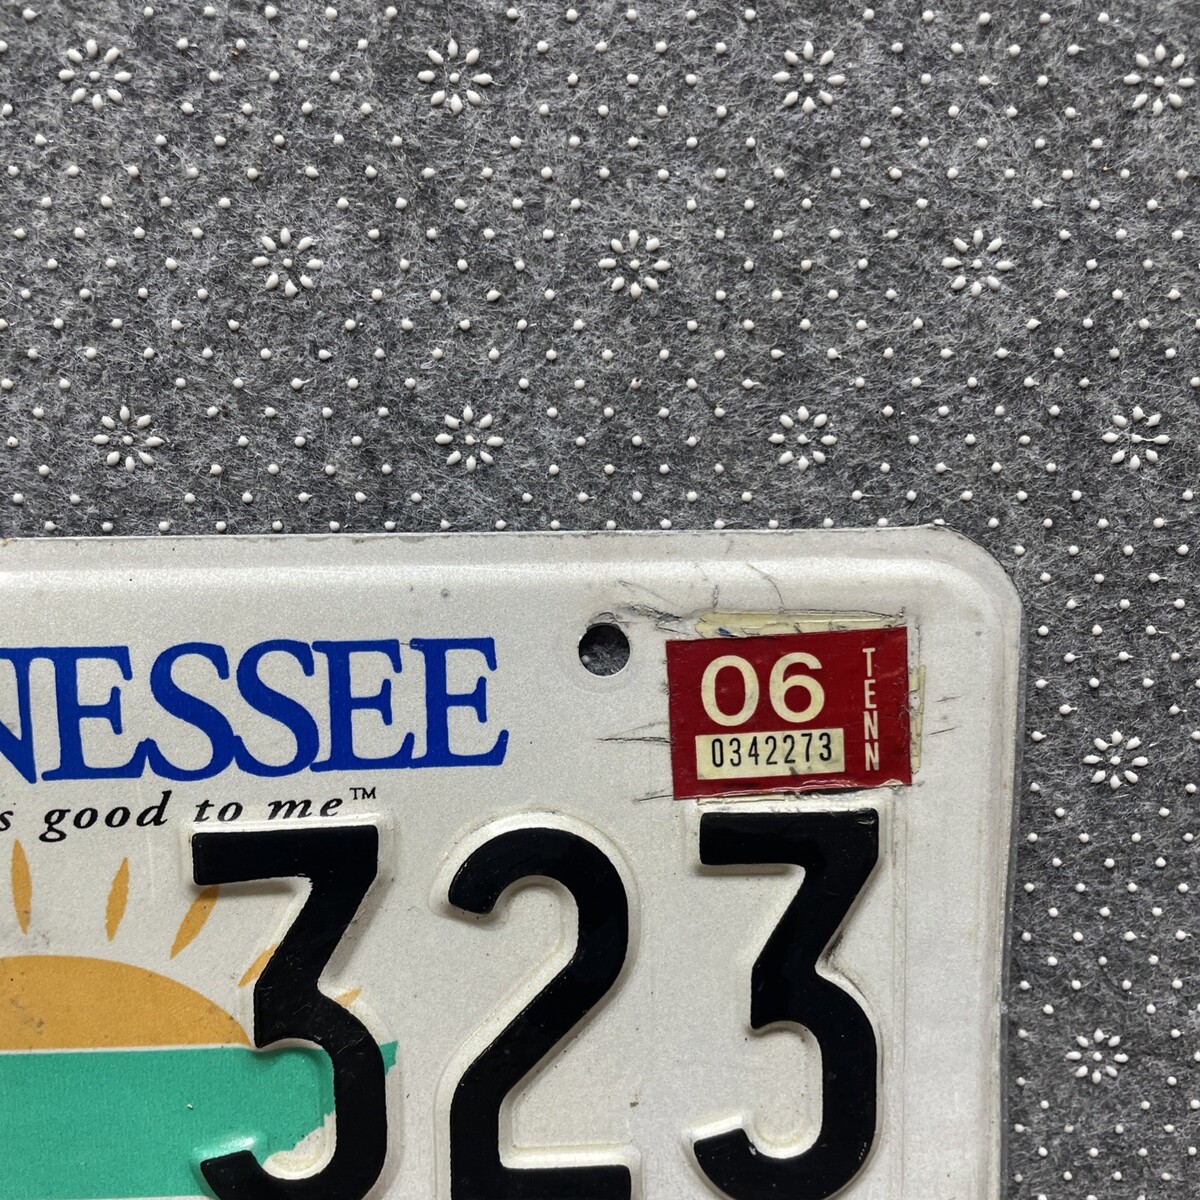 NESSEE
s good to me™
06
TENN
0342273
323